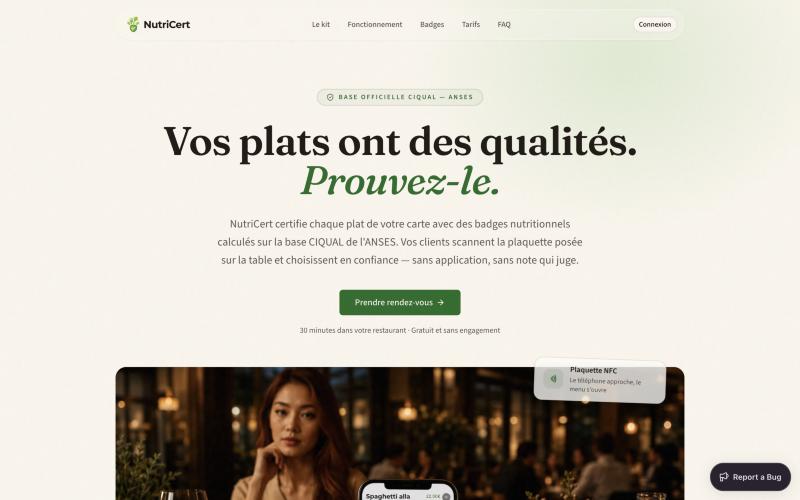 NutriCert
Le kit
Fonctionnement
Badges
Tarifs
FAQ
Connexion
BASE OFFICIELLE CIQUAL — ANSES
Vos plats ont des qualités.
Prouvez-le.
NutriCert certifie chaque plat de votre carte avec des badges nutritionnels
calculés sur la base CIQUAL de l'ANSES. Vos clients scannent la plaquette posée
sur la table et choisissent en confiance — sans application, sans note qui juge.
Prendre rendez-vous →
30 minutes dans votre restaurant · Gratuit et sans engagement
Plaquette NFC
Le téléphone approche, le
menu s'ouvre
Spaghetti alla
Report a Bug